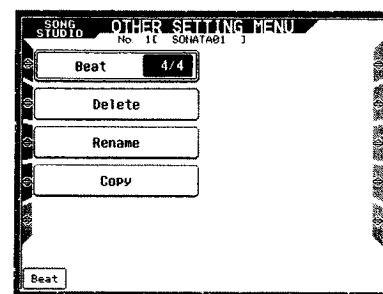 SONG
STUDIO
OTHER SETTING MENU
No. 1[ SONATA01 ]
Beat 4/4
Delete
Rename
Copy
Beat